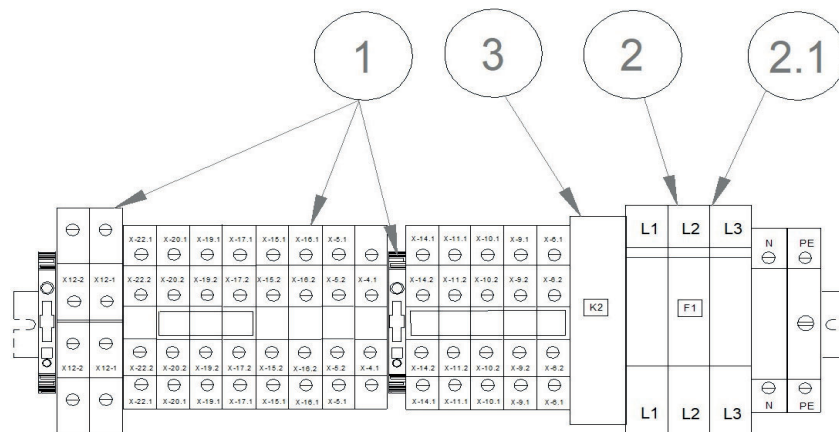 1 3 2 2.1
X-22.1 X-20.1 X-19.1 X-17.1 X-15.1 X-16.1 X-5.1 X-14.1 X-11.1 X-10.1 X-9.1 X-6.1 L1 L2 L3 N PE
X12-2 X12-1 X-22.2 X-20.2 X-19.2 X-17.2 X-15.2 X-16.2 X-5.2 X-4.1 X-14.2 X-11.2 X-10.2 X-9.2 X-6.2
K2 F1
X12-2 X12-1 X-22.2 X-20.2 X-19.2 X-17.2 X-15.2 X-16.2 X-5.2 X-4.1 X-14.2 X-11.2 X-10.2 X-9.2 X-6.2
X-22.1 X-20.1 X-19.1 X-17.1 X-15.1 X-16.1 X-5.1 X-14.1 X-11.1 X-10.1 X-9.1 X-6.1 L1 L2 L3 N PE